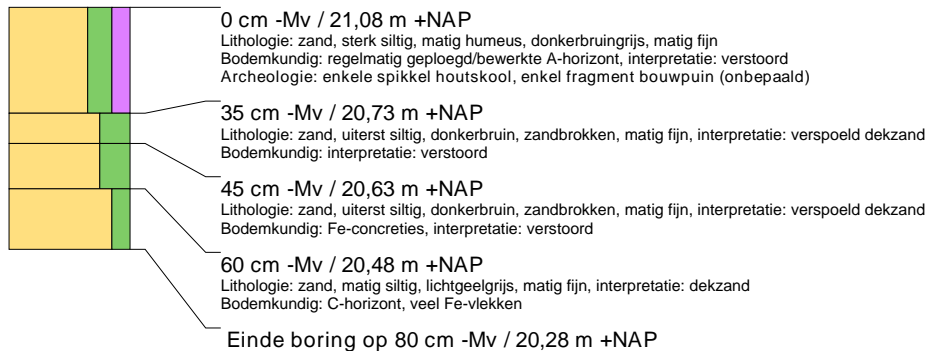 0 cm -Mv / 21,08 m +NAP
Lithologie: zand, sterk siltig, matig humeus, donkerbruingrijs, matig fijn
Bodemkundig: regelmatig geploegd/bewerkte A-horizont, interpretatie: verstoord
Archeologie: enkele spikkel houtskool, enkel fragment bouwpuin (onbepaald)
35 cm -Mv / 20,73 m +NAP
Lithologie: zand, uiterst siltig, donkerbruin, zandbrokken, matig fijn, interpretatie: verspoeld dekzand
Bodemkundig: interpretatie: verstoord
45 cm -Mv / 20,63 m +NAP
Lithologie: zand, uiterst siltig, donkerbruin, zandbrokken, matig fijn, interpretatie: verspoeld dekzand
Bodemkundig: Fe-concreties, interpretatie: verstoord
60 cm -Mv / 20,48 m +NAP
Lithologie: zand, matig siltig, lichtgeelgrijs, matig fijn, interpretatie: dekzand
Bodemkundig: C-horizont, veel Fe-vlekken
Einde boring op 80 cm -Mv / 20,28 m +NAP